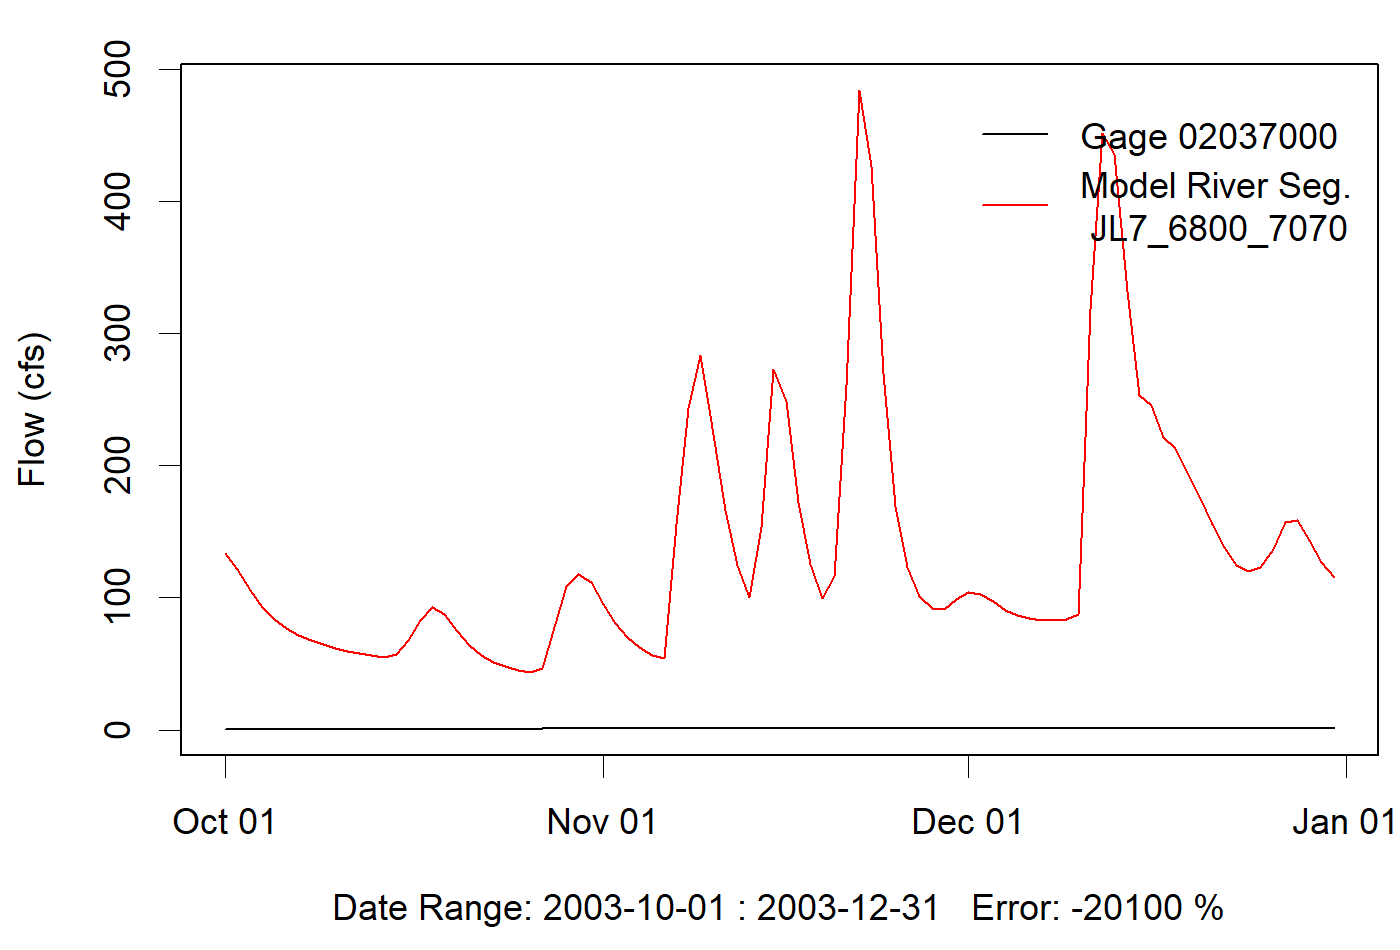 500
400
300
200
100
0
Flow (cfs)
Gage 02037000
Model River Seg.
JL7_6800_7070
Oct 01 Nov 01 Dec 01 Jan 01
Date Range: 2003-10-01 : 2003-12-31 Error: -20100 %